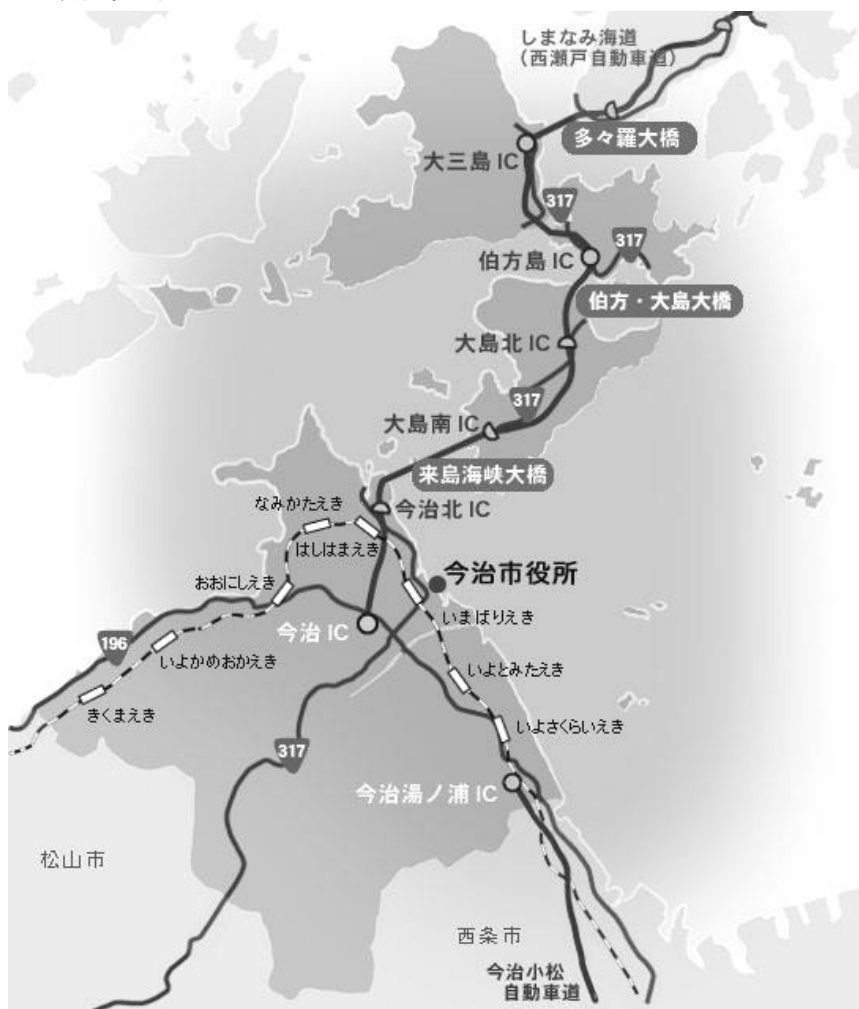 しまなみ海道
（西瀬戸自動車道）
多々羅大橋
大三島 IC
317
317
伯方島 IC
伯方・大島大橋
大島北 IC
317
大島南 IC
来島海峡大橋
なみかたえき
今治北 IC
はしはまえき
おおにしえき
今治市役所
いまばりえき
今治 IC
196
いよかめおかえき
いよとみたえき
きくまえき
いよさくらいえき
317
今治湯ノ浦 IC
松山市
西条市
今治小松
自動車道